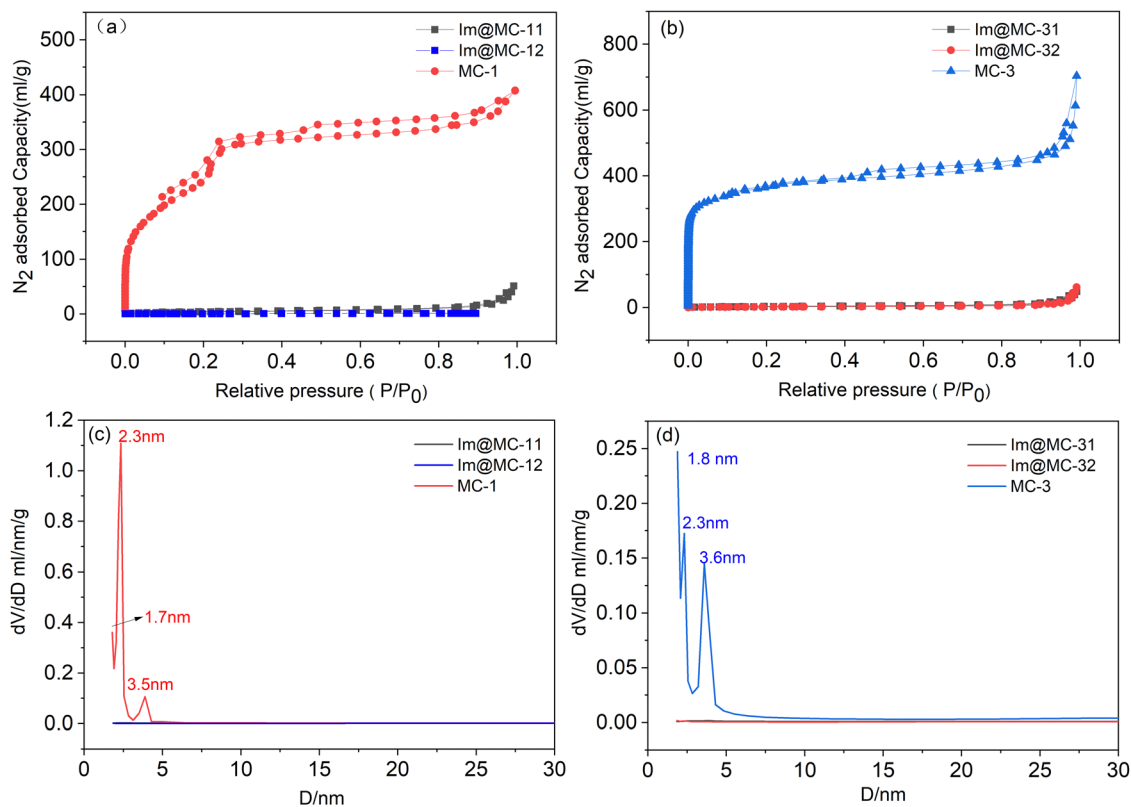 (a)
Im@MC-11
Im@MC-12
MC-1
500
400
300
200
100
0
N2 adsorbed Capacity(ml/g)
0.0 0.2 0.4 0.6 0.8 1.0
Relative pressure ( P/P0)
(b)
Im@MC-31
Im@MC-32
MC-3
800
600
400
200
0
N2 adsorbed Capacity(ml/g)
0.0 0.2 0.4 0.6 0.8 1.0
Relative pressure ( P/P0)
(c)
2.3nm
1.7nm
3.5nm
Im@MC-11
Im@MC-12
MC-1
1.2
1.0
0.8
0.6
0.4
0.2
0.0
dV/dD ml/nm/g
0 5 10 15 20 25 30
D/nm
(d)
1.8 nm
2.3nm
3.6nm
Im@MC-31
Im@MC-32
MC-3
0.25
0.20
0.15
0.10
0.05
0.00
dV/dD ml/nm/g
0 5 10 15 20 25 30
D/nm